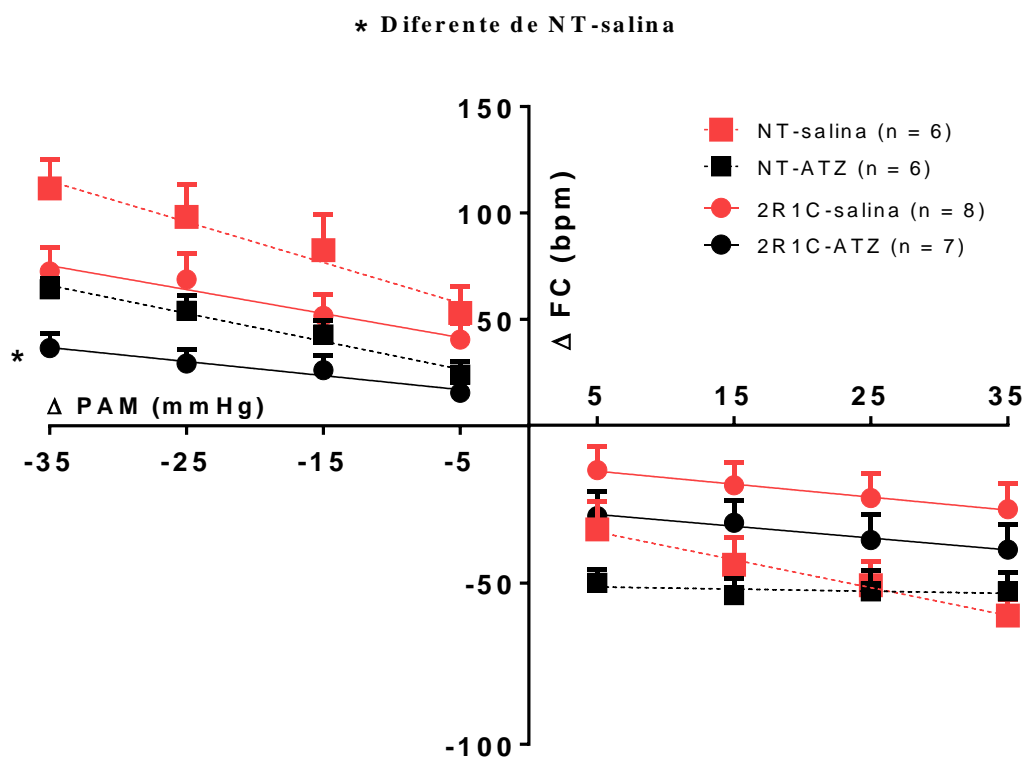 * Diferente de NT-salina
150
100
50
-50
-100
Δ FC (bpm)
NT-salina (n = 6)
NT-ATZ (n = 6)
2R1C-salina (n = 8)
2R1C-ATZ (n = 7)
*
Δ PAM (mmHg)
-35 -25 -15 -5
5 15 25 35